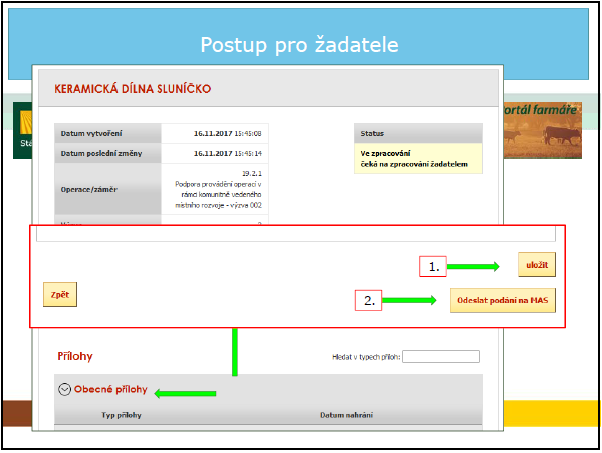 Postup pro žadatele
KERAMICKÁ DÍLNA SLUNÍČKO
ortál farmáře
Sta
Datum vytvoření 16.11.2017 15:45:08
Datum poslední změny 16.11.2017 15:45:14
Operace/záměr
19.2.1
Podpora provádění operací v
rámci komunitně vedeného
místního rozvoje - výzva 002
Status
Ve zpracování
čeká na zpracování žadatelem
1. uložit
Zpět
2. Odeslat podání na MAS
Přílohy
Hledat v typech příloh:
Obecné přílohy
Typ přílohy Datum nahrání